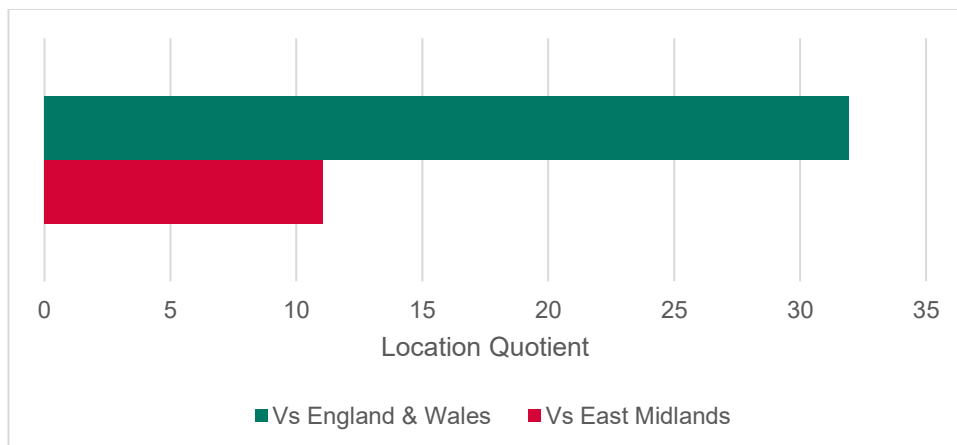 0 5 10 15 20 25 30 35
Location Quotient
Vs England & Wales Vs East Midlands